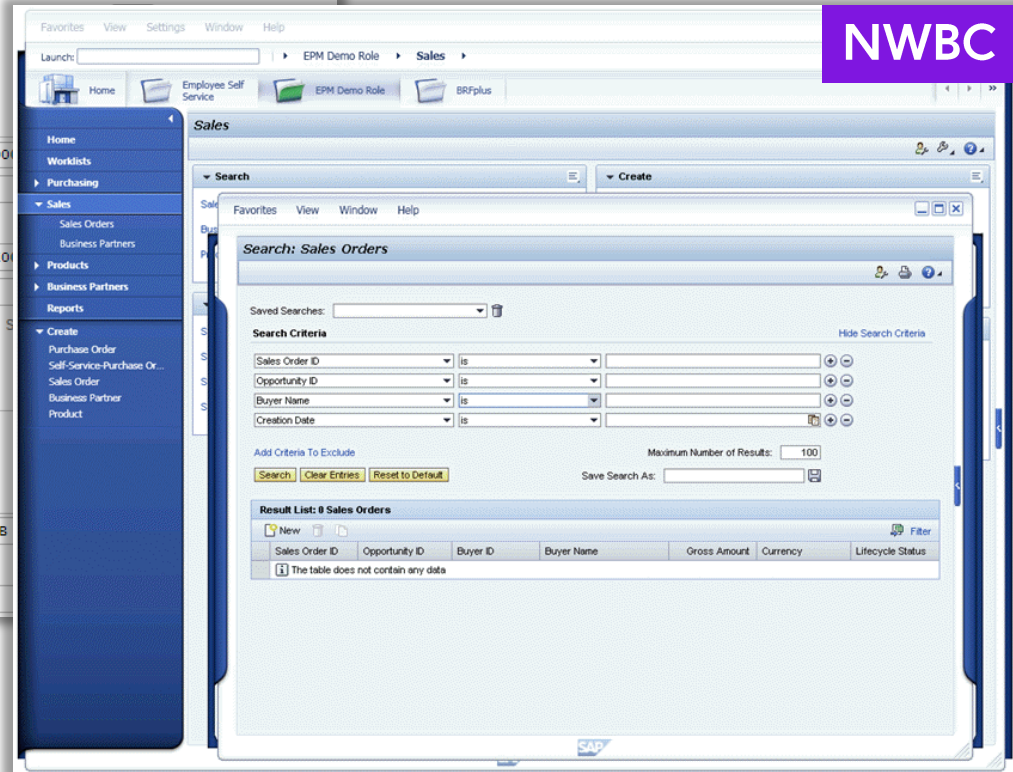 NWBC
Favorites View Settings Window Help
Launch: EPM Demo Role Sales
Home Employee Self Service EPM Demo Role BRFplus
Sales
Home
Worklists
Purchasing
Sales
Sales Orders
Business Partners
Products
Business Partners
Reports
Create
Purchase Order
Self-Service-Purchase Or...
Sales Order
Business Partner
Product
Search Create
Favorites View Window Help
Search: Sales Orders
Saved Searches:
Search Criteria Hide Search Criteria
Sales Order ID is
Opportunity ID is
Buyer Name is
Creation Date is
Add Criteria To Exclude Maximum Number of Results: 100
Search Clear Entries Reset to Default Save Search As:
Result List: 0 Sales Orders
New Filter
Sales Order ID Opportunity ID Buyer ID Buyer Name Gross Amount Currency Lifecycle Status
The table does not contain any data
SAP